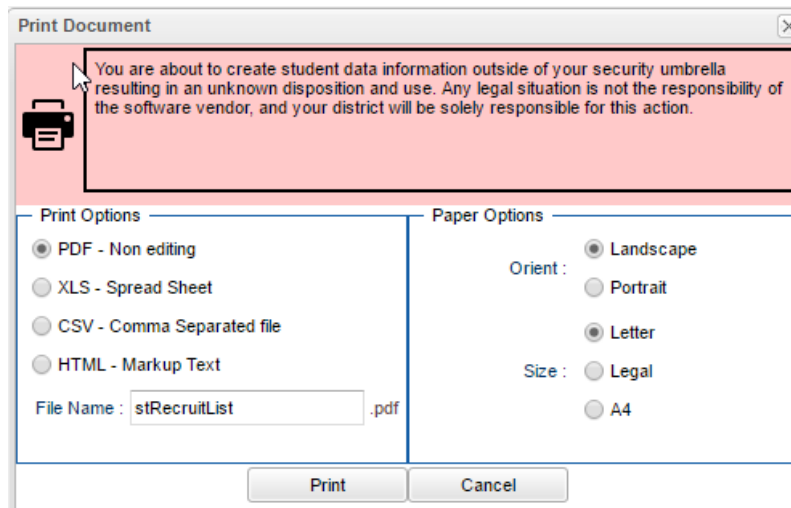 Print Document
You are about to create student data information outside of your security umbrella
resulting in an unknown disposition and use. Any legal situation is not the responsibility of
the software vendor, and your district will be solely responsible for this action.
Print Options
PDF - Non editing
XLS - Spread Sheet
CSV - Comma Separated file
HTML - Markup Text
File Name : stRecruitList .pdf
Paper Options
Orient :
Landscape
Portrait
Size :
Letter
Legal
A4
Print
Cancel